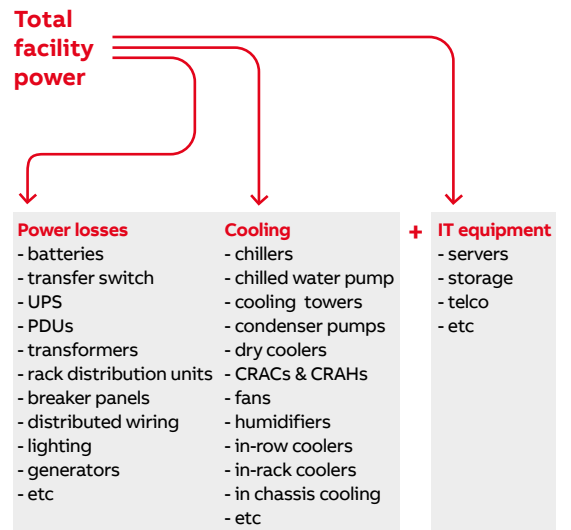 Total
facility
power
Power losses
- batteries
- transfer switch
- UPS
- PDUs
- transformers
- rack distribution units
- breaker panels
- distributed wiring
- lighting
- generators
- etc
Cooling
- chillers
- chilled water pump
- cooling towers
- condenser pumps
- dry coolers
- CRACs & CRAHs
- fans
- humidifiers
- in-row coolers
- in-rack coolers
- in chassis cooling
- etc
+
IT equipment
- servers
- storage
- telco
- etc